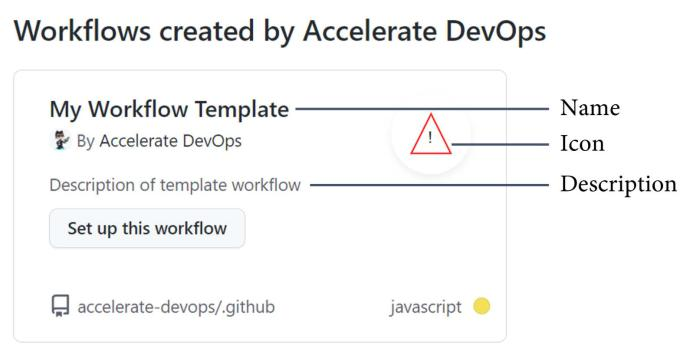 Workflows created by Accelerate DevOps
My Workflow Template
Name
!
Icon
By Accelerate DevOps
Description of template workflow
Description
Set up this workflow
accelerate-devops/.github
javascript